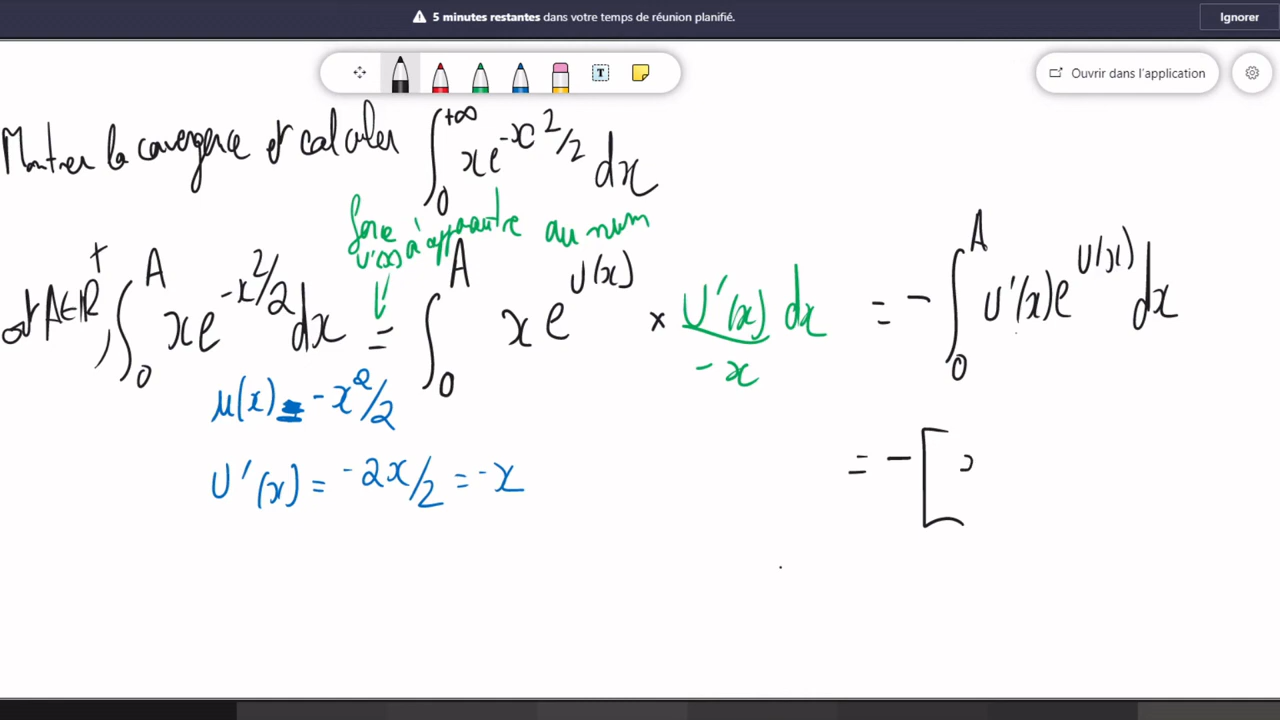 5 minutes restantes dans votre temps de réunion planifié.
Ignorer
T
Ouvrir dans l'application
Montrer la convergence et calculer ∫₀^{+∞} xe^{-x^2/2} dx
faire
u'(x) à apparaître au num
soit A∈ℝ⁺, ∫₀^A xe^{-x^2/2} dx = ∫₀^A x e^{U(x)} × U'(x)/-x dx = - ∫₀^A U'(x)e^{U(x)} dx
u(x) = -x²/2
U'(x) = -2x/2 = -x
= - [